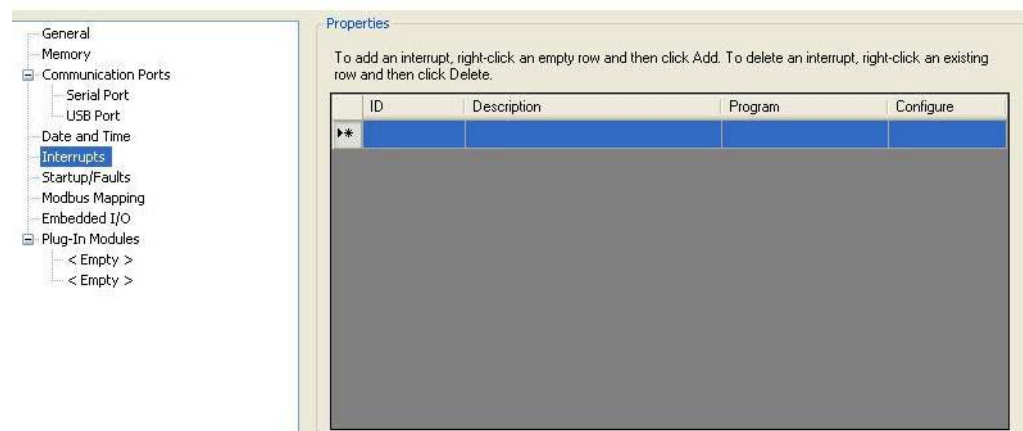 General
Memory
Communication Ports
Serial Port
USB Port
Date and Time
Interrupts
Startup/Faults
Modbus Mapping
Embedded I/O
Plug-In Modules
< Empty >
< Empty >
Properties
To add an interrupt, right-click an empty row and then click Add. To delete an interrupt, right-click an existing
row and then click Delete.
ID Description Program Configure